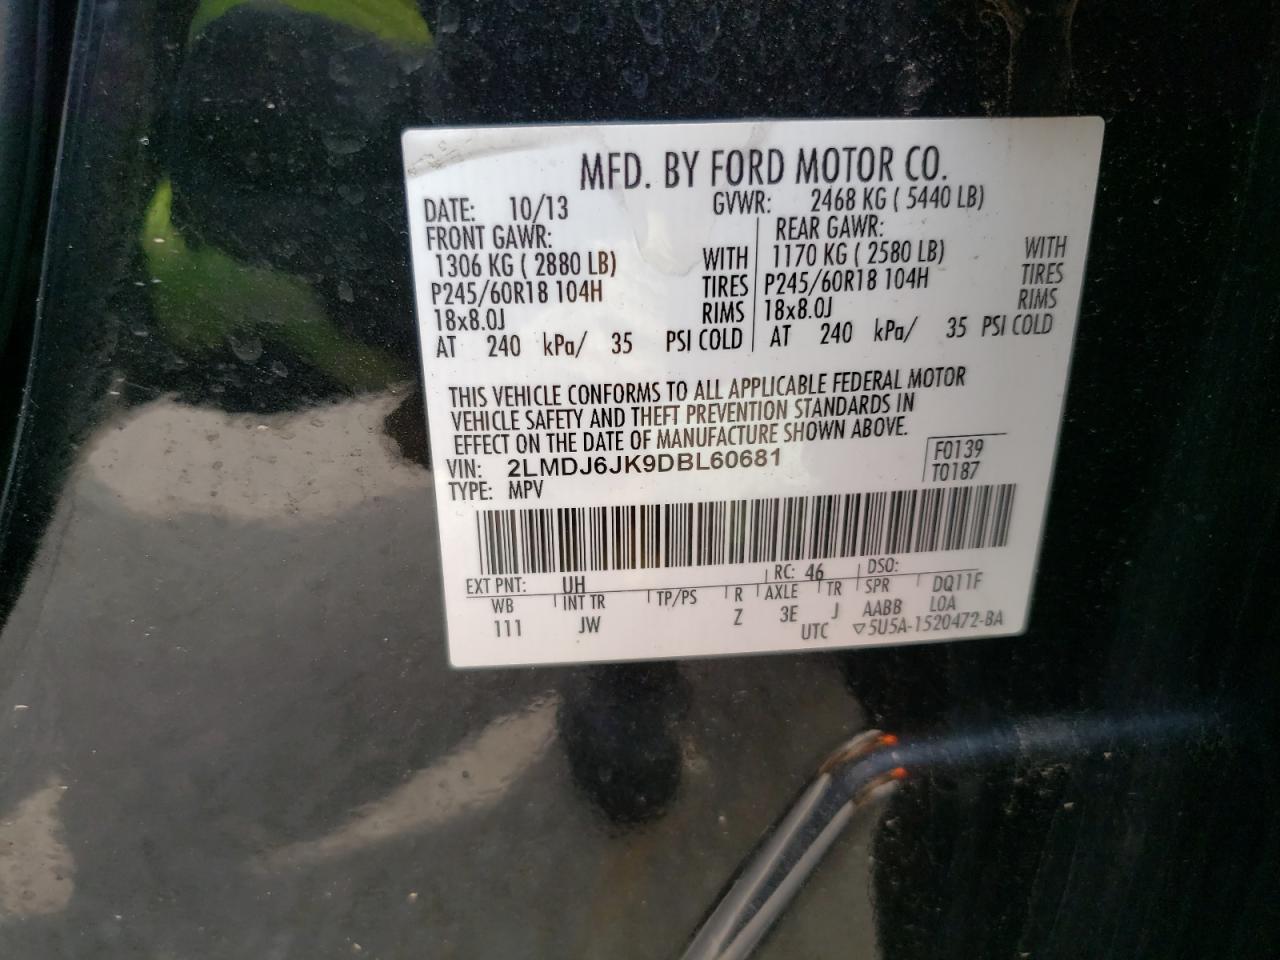 MFD. BY FORD MOTOR CO.
DATE: 10/13 GVWR: 2468 KG ( 5440 LB)
FRONT GAWR: REAR GAWR:
1306 KG ( 2880 LB) WITH 1170 KG ( 2580 LB) WITH
P245/60R18 104H TIRES P245/60R18 104H TIRES
18x8.0J RIMS 18x8.0J RIMS
AT 240 kPa/ 35 PSI COLD AT 240 kPa/ 35 PSI COLD
THIS VEHICLE CONFORMS TO ALL APPLICABLE FEDERAL MOTOR
VEHICLE SAFETY AND THEFT PREVENTION STANDARDS IN
EFFECT ON THE DATE OF MANUFACTURE SHOWN ABOVE.
VIN: 2LMDJ6JK9DBL60681 F0139
TYPE: MPV T0187
EXT PNT: UH RC: 46 DSO:
WB INT TR TP/PS R AXLE TR SPR DQ11F
111 JW Z 3E J AABB LOA
UTC ▽5U5A-1520472-BA